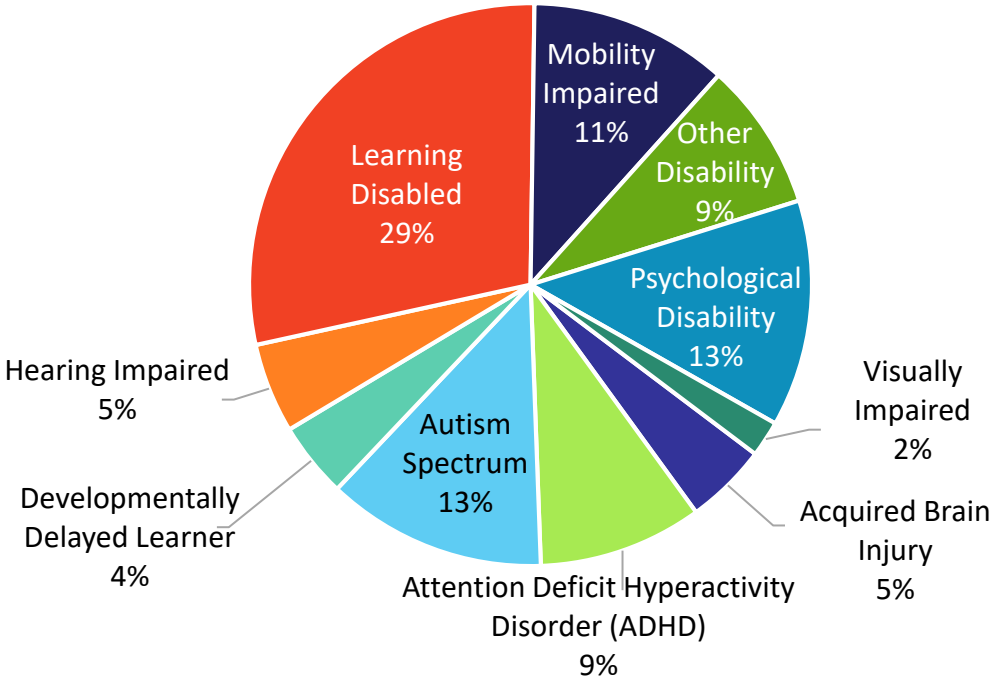 Mobility
Impaired
11%
Other
Disability
9%
Psychological
Disability
13%
Visually
Impaired
2%
Acquired Brain
Injury
5%
Attention Deficit Hyperactivity
Disorder (ADHD)
9%
Autism
Spectrum
13%
Developmentally
Delayed Learner
4%
Hearing Impaired
5%
Learning
Disabled
29%